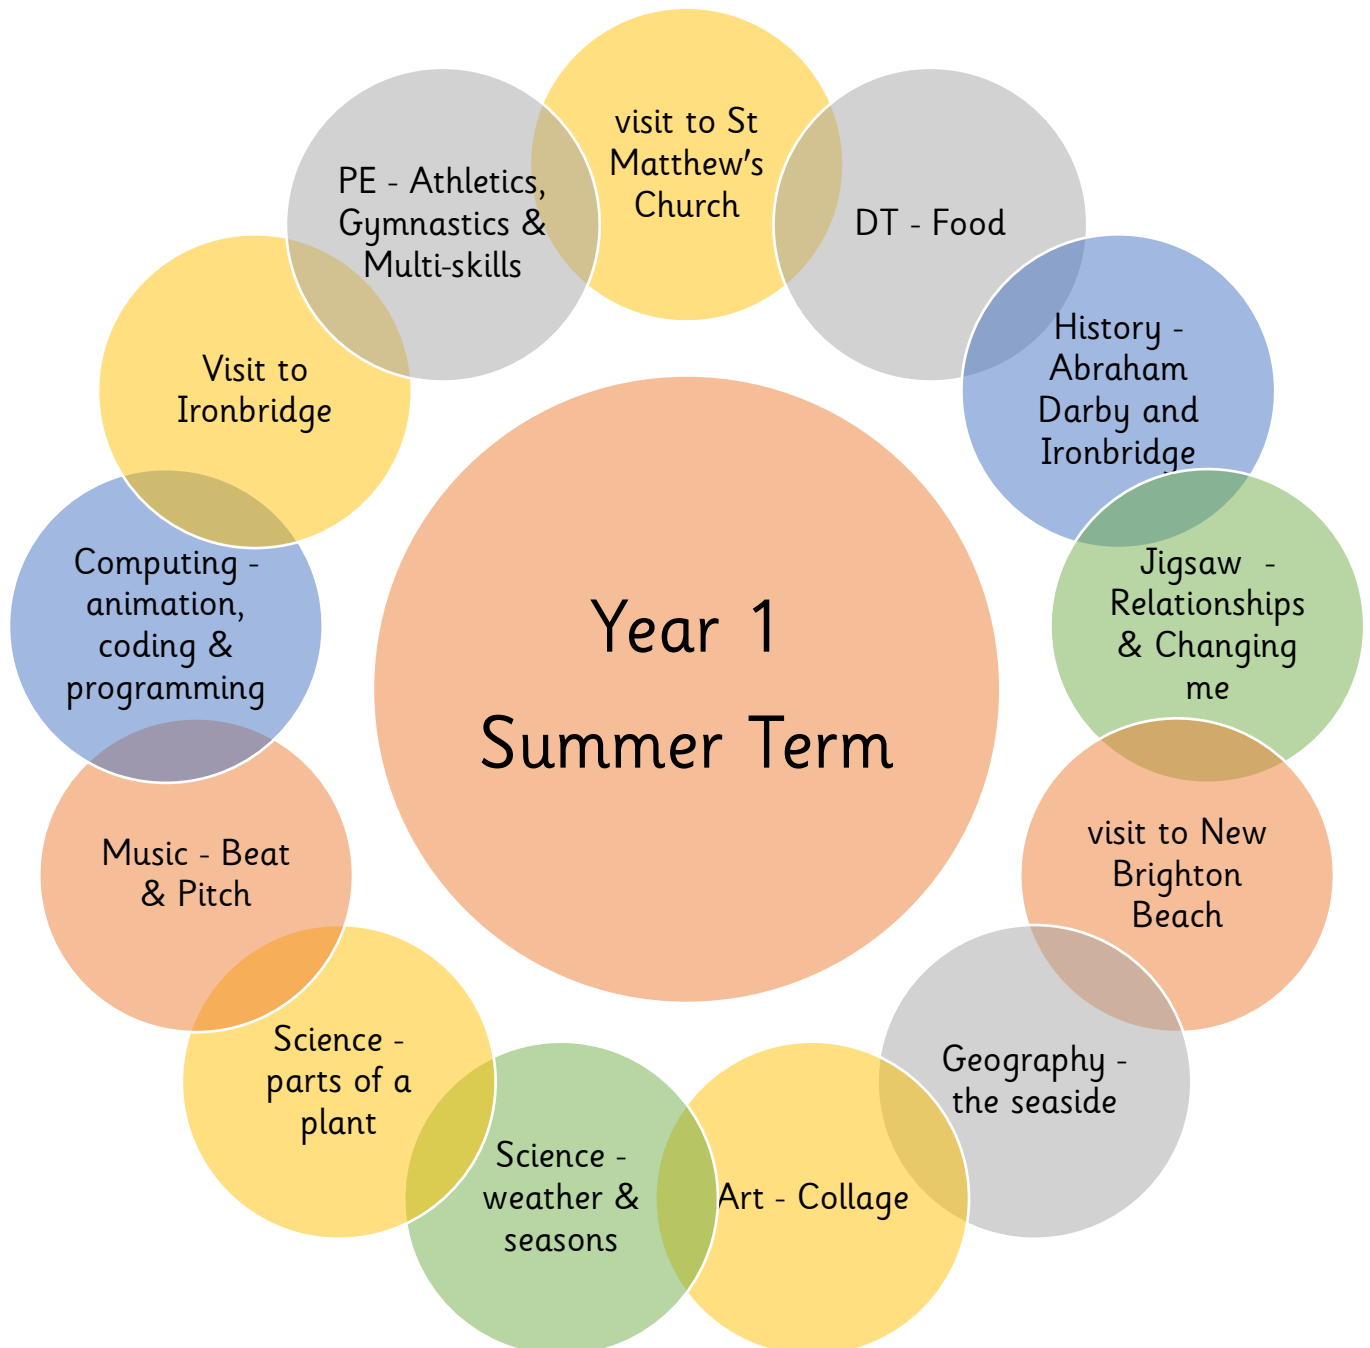 visit to St
Matthew's
Church
DT - Food
History -
Abraham
Darby and
Ironbridge
Jigsaw  -
Relationships
& Changing
me
visit to New
Brighton
Beach
Geography -
the seaside
Art - Collage
Science -
weather &
seasons
Science -
parts of a
plant
Music - Beat
& Pitch
Computing -
animation,
coding &
programming
Visit to
Ironbridge
PE - Athletics,
Gymnastics &
Multi-skills
Year 1
Summer Term